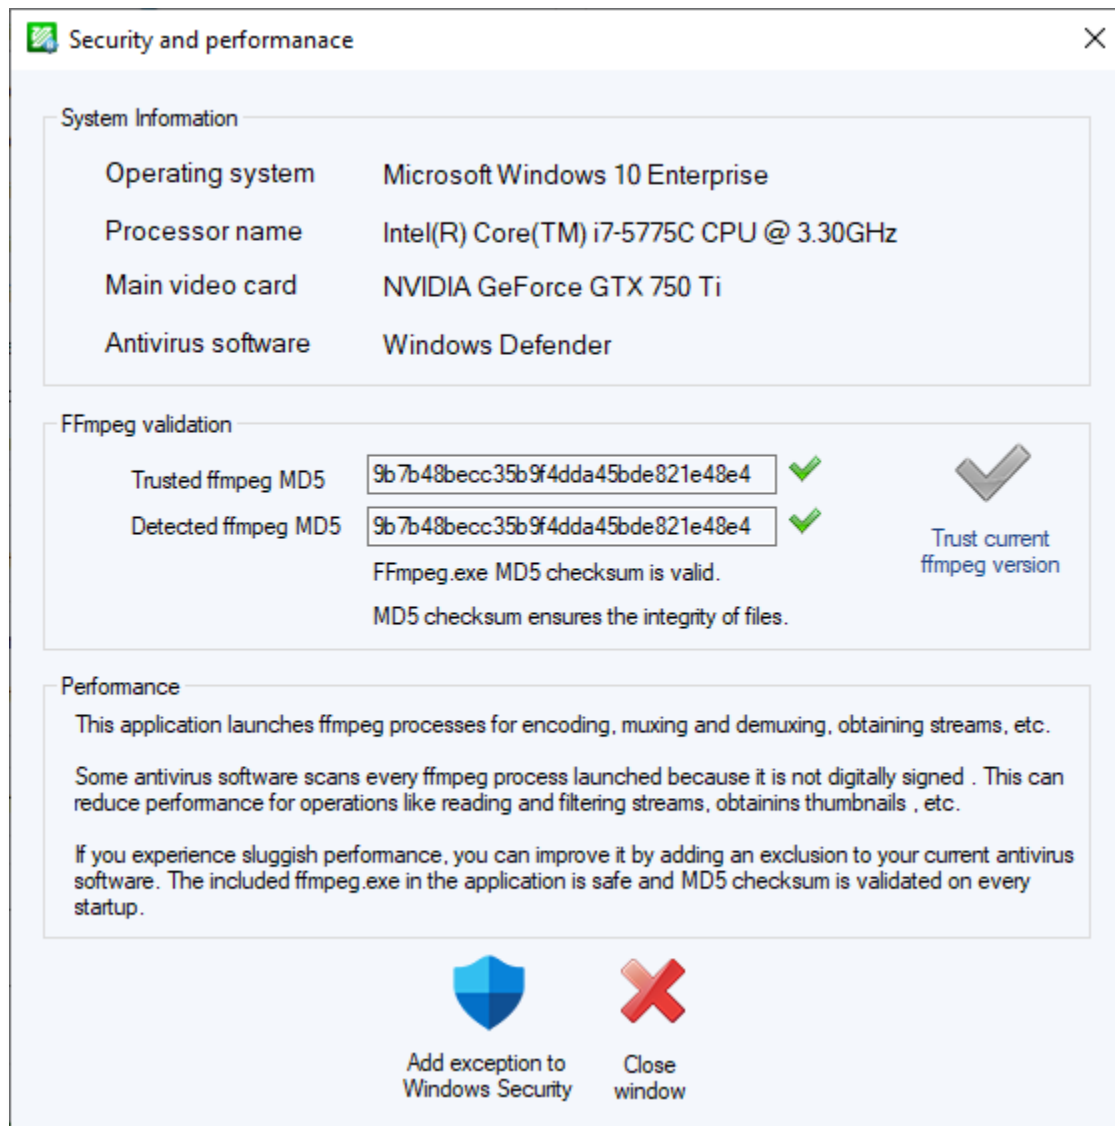 Security and performanace
System Information
Operating system Microsoft Windows 10 Enterprise
Processor name Intel(R) Core(TM) i7-5775C CPU @ 3.30GHz
Main video card NVIDIA GeForce GTX 750 Ti
Antivirus software Windows Defender
FFmpeg validation
Trusted ffmpeg MD5 9b7b48becc35b9f4dda45bde821e48e4
Detected ffmpeg MD5 9b7b48becc35b9f4dda45bde821e48e4
FFmpeg.exe MD5 checksum is valid.
MD5 checksum ensures the integrity of files.
Trust current
ffmpeg version
Performance
This application launches ffmpeg processes for encoding, muxing and demuxing, obtaining streams, etc.
Some antivirus software scans every ffmpeg process launched because it is not digitally signed . This can
reduce performance for operations like reading and filtering streams, obtainins thumbnails , etc.
If you experience sluggish performance, you can improve it by adding an exclusion to your current antivirus
software. The included ffmpeg.exe in the application is safe and MD5 checksum is validated on every
startup.
Add exception to
Windows Security
Close
window